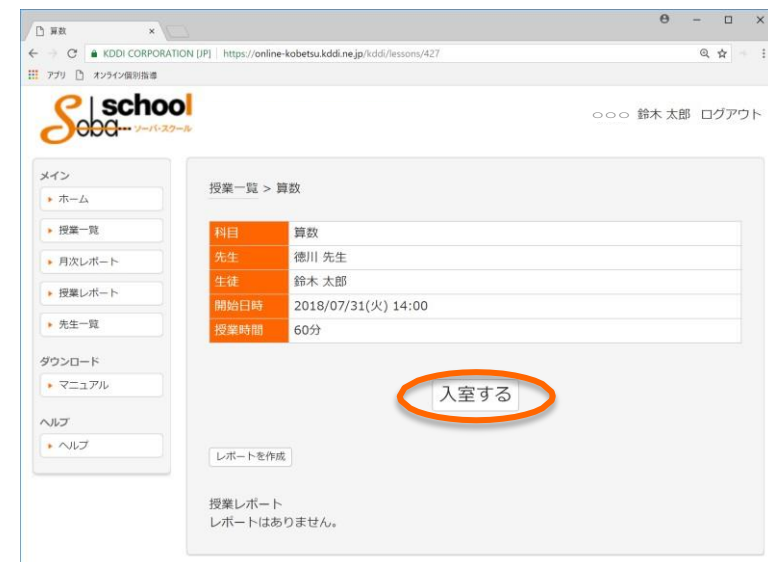 算数
KDDI CORPORATION [JP] https://online-kobetsu.kddi.ne.jp/kddi/lessons/427
アプリ オンライン個別指導
school
Soba
ソーバ・スクール
○○○ 鈴木 太郎 ログアウト
メイン
ホーム
授業一覧
月次レポート
授業レポート
先生一覧
ダウンロード
マニュアル
ヘルプ
ヘルプ
授業一覧 > 算数
科目 算数
先生 徳川 先生
生徒 鈴木 太郎
開始日時 2018/07/31(火) 14:00
授業時間 60分
入室する
レポートを作成
授業レポート
レポートはありません。